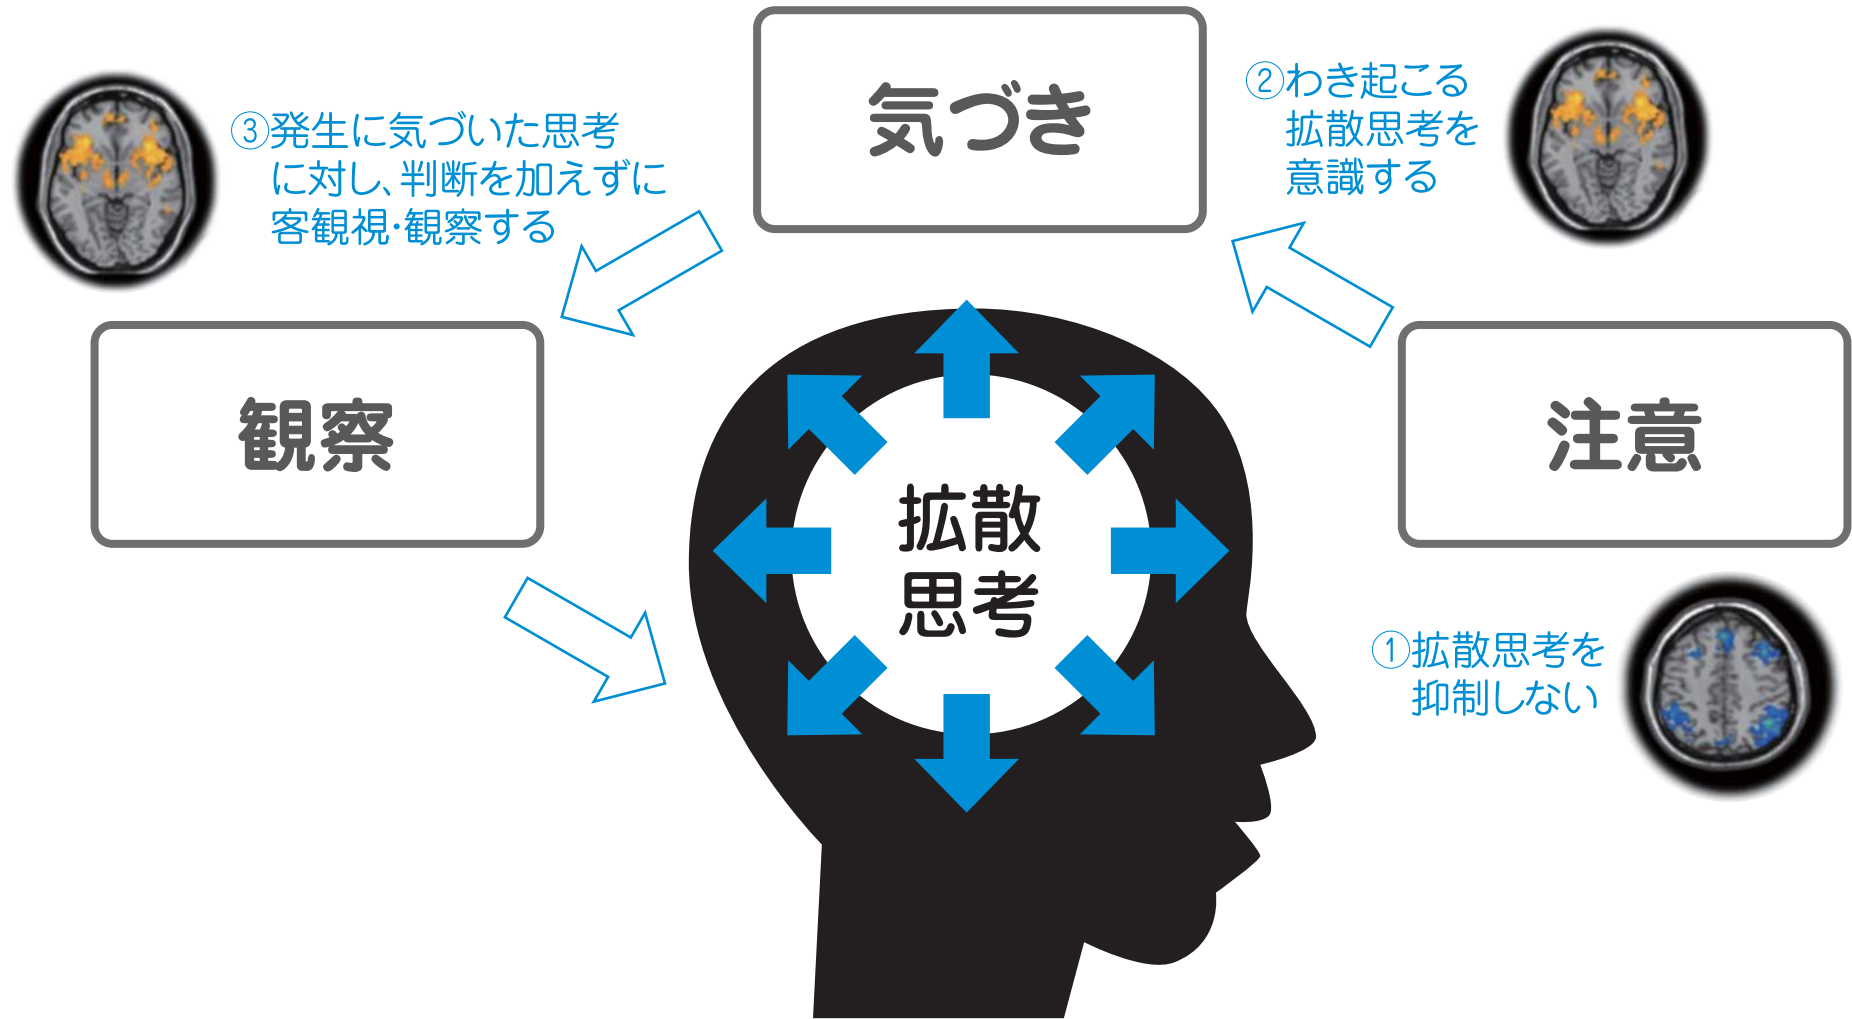 気づき
②わき起こる
拡散思考を
意識する
③発生に気づいた思考
に対し、判断を加えずに
客観視・観察する
観察
注意
拡散
思考
①拡散思考を
抑制しない